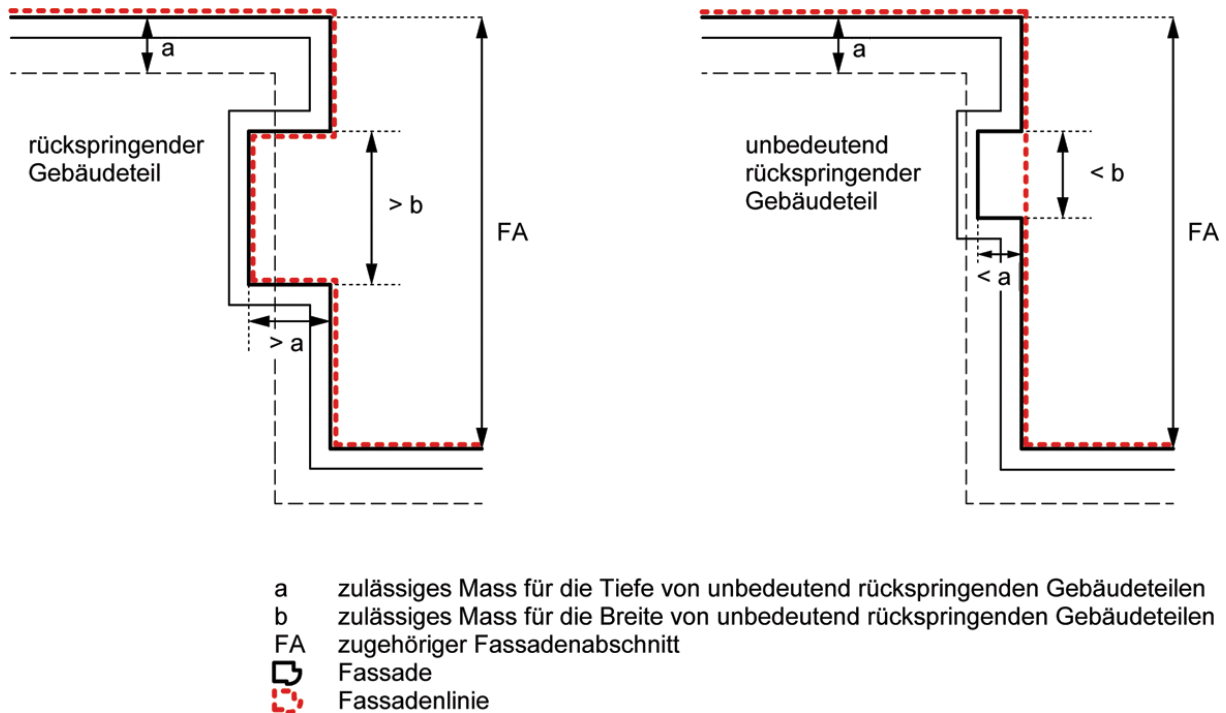 a
rückspringender
Gebäudeteil
> b
FA
> a
a
unbedeutend
rückspringender
Gebäudeteil
< b
FA
< a
a zulässiges Mass für die Tiefe von unbedeutend rückspringenden Gebäudeteilen
b zulässiges Mass für die Breite von unbedeutend rückspringenden Gebäudeteilen
FA zugehöriger Fassadenabschnitt
Fassade
Fassadenlinie